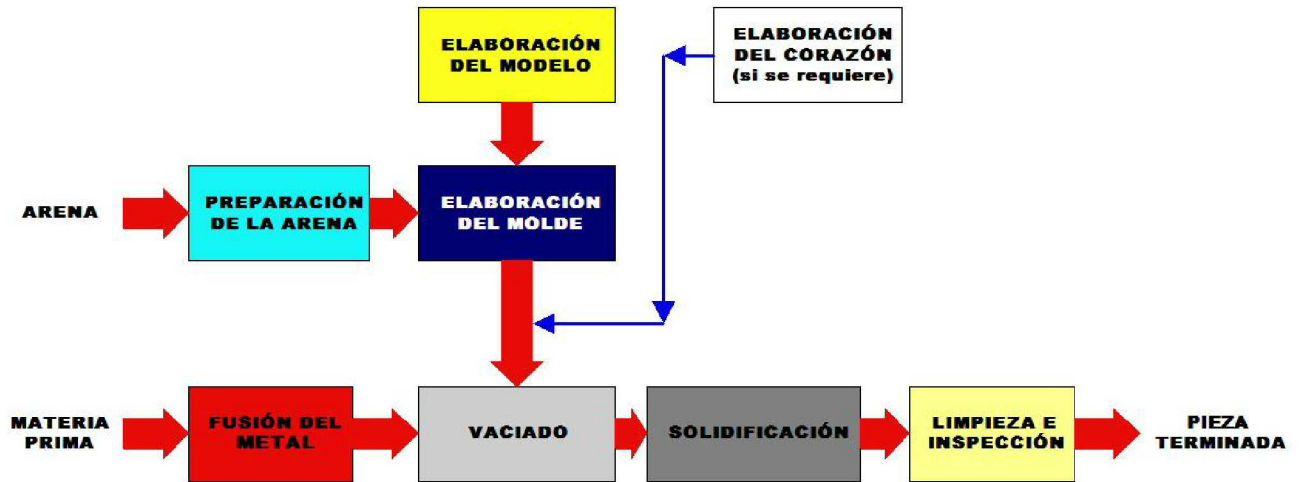 ELABORACIÓN
DEL MODELO
ELABORACIÓN
DEL CORAZÓN
(si se requiere)
ARENA
PREPARACIÓN
DE LA ARENA
ELABORACIÓN
DEL MOLDE
MATERIA
PRIMA
FUSIÓN DEL
METAL
VACIADO
SOLIDIFICACIÓN
LIMPIEZA E
INSPECCIÓN
PIEZA
TERMINADA